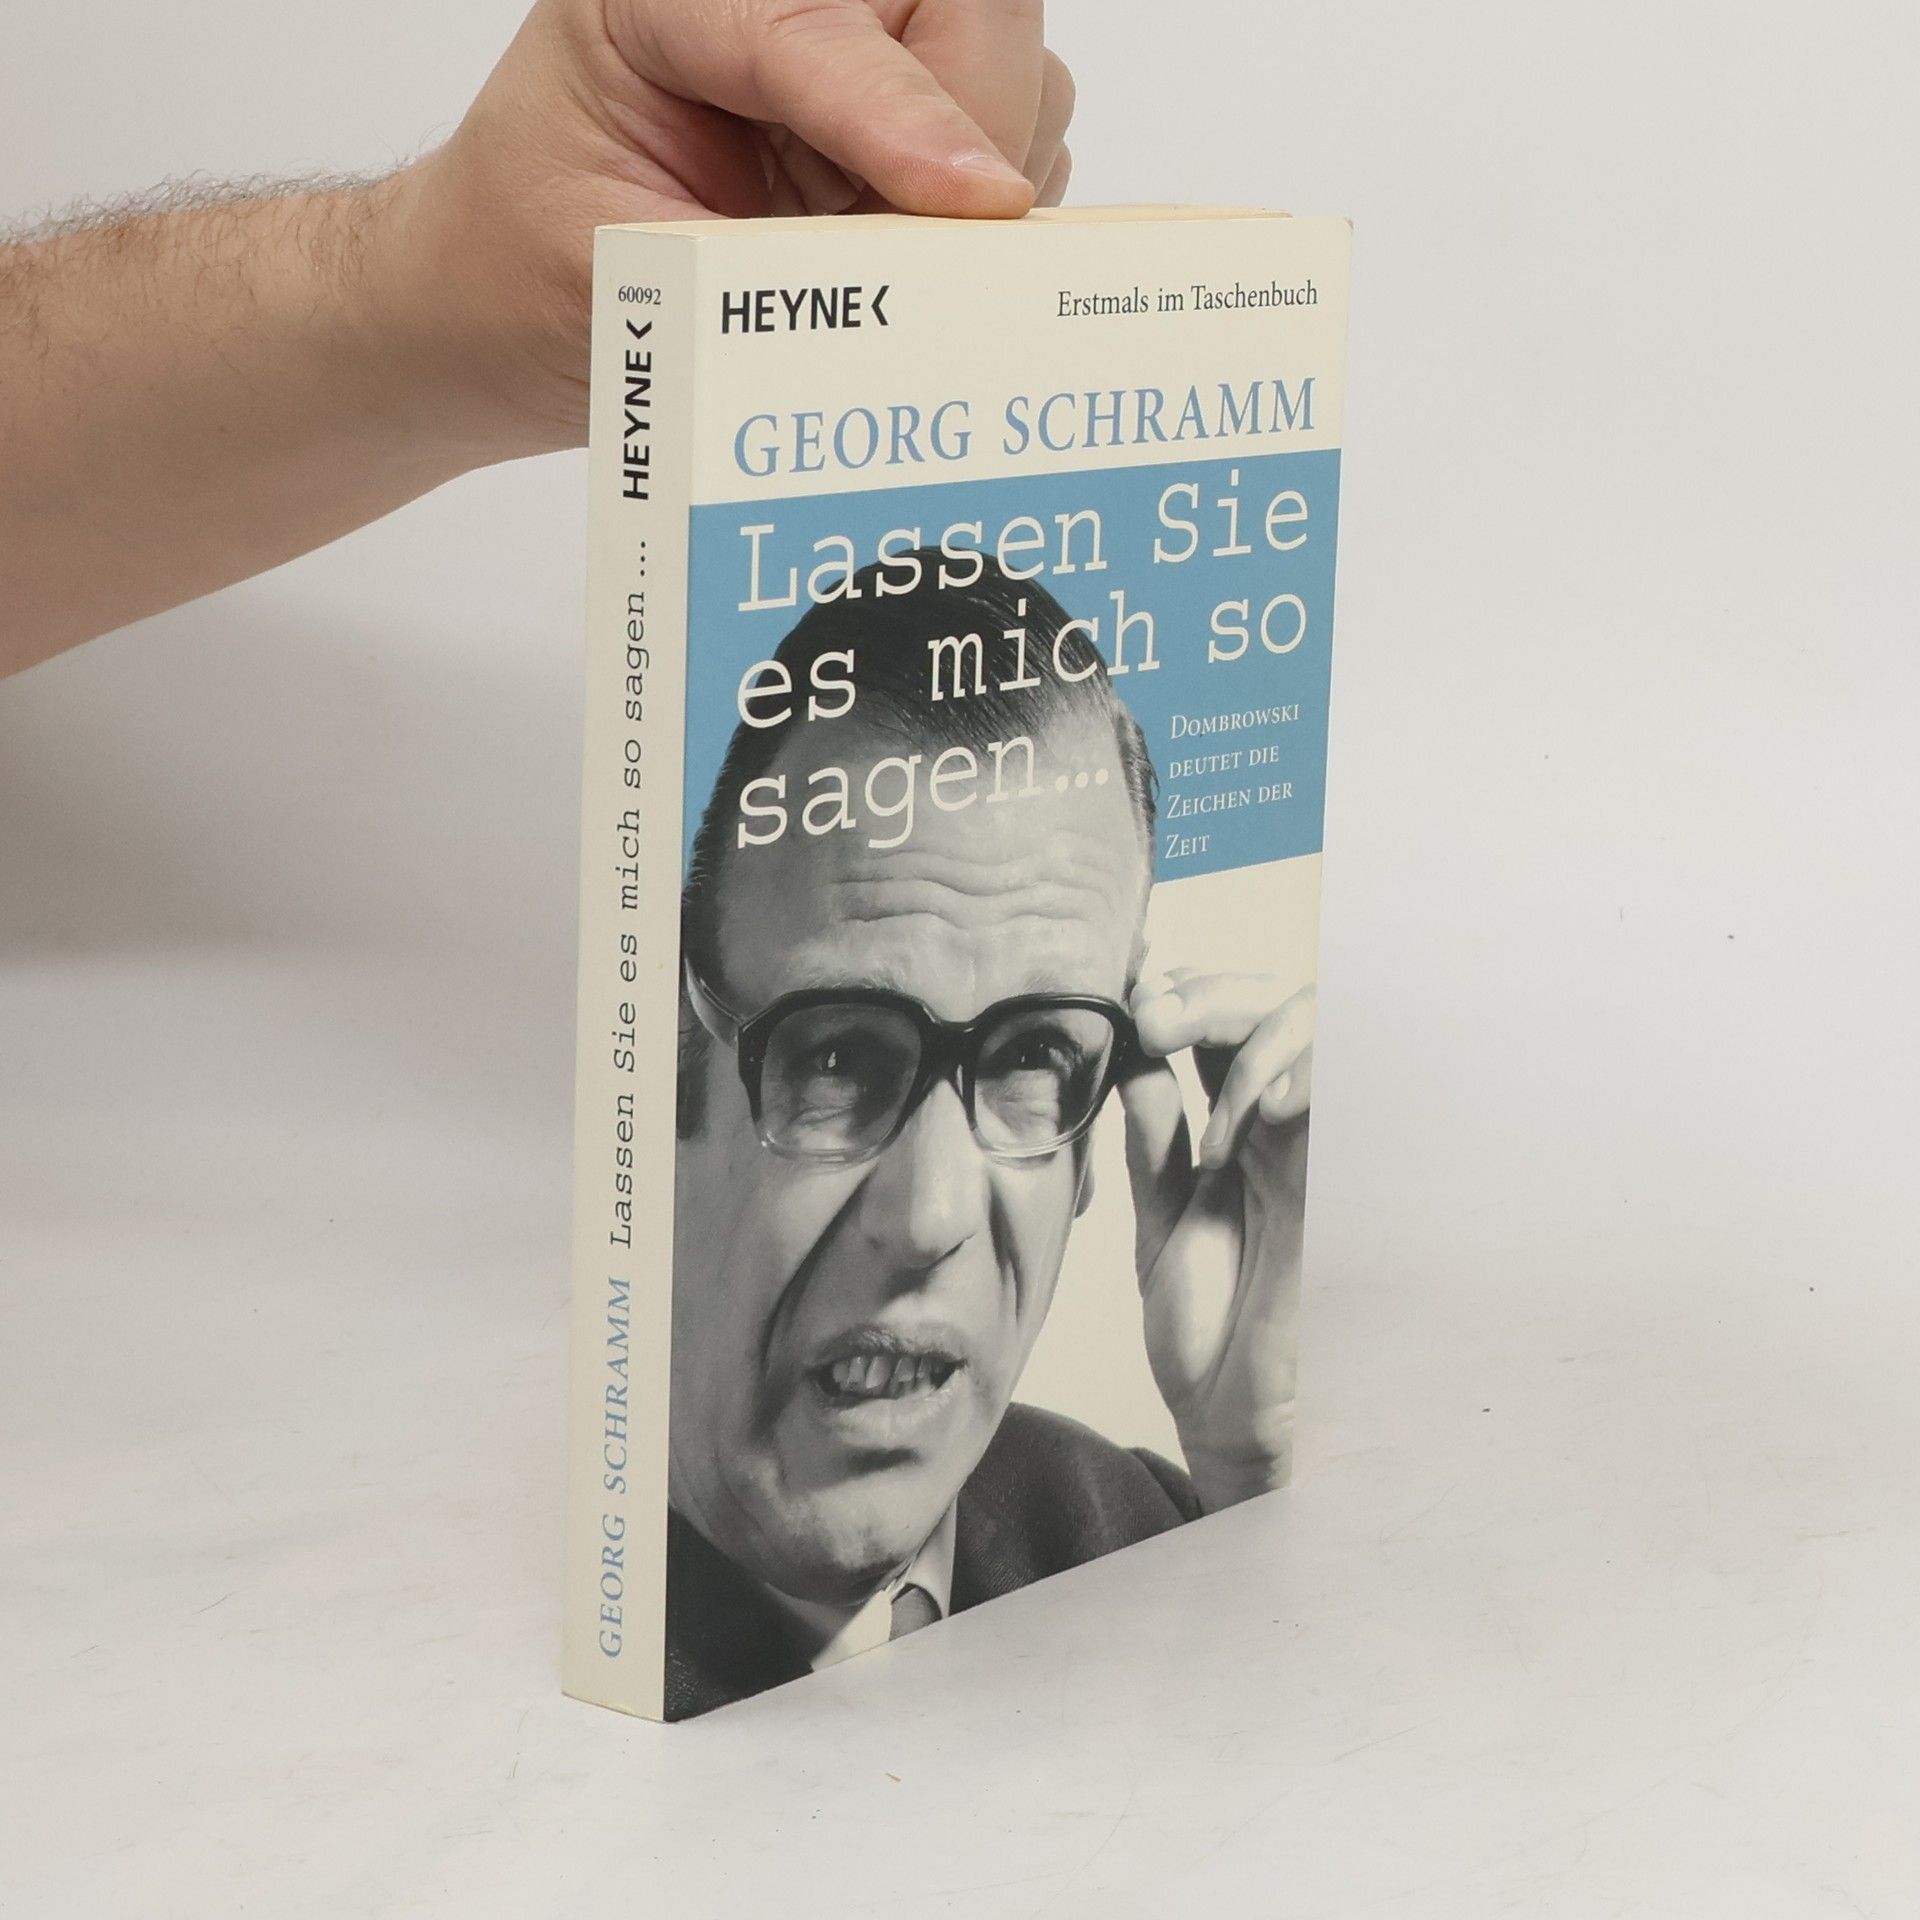 60092
HEYNE
GEORG SCHRAMM Lassen Sie es mich so sagen ...
HEYNE
Erstmals im Taschenbuch
GEORG SCHRAMM
Lassen Sie
es mich so
sagen...
DOMBROWSKI
DEUTET DIE
ZEICHEN DER
ZEIT